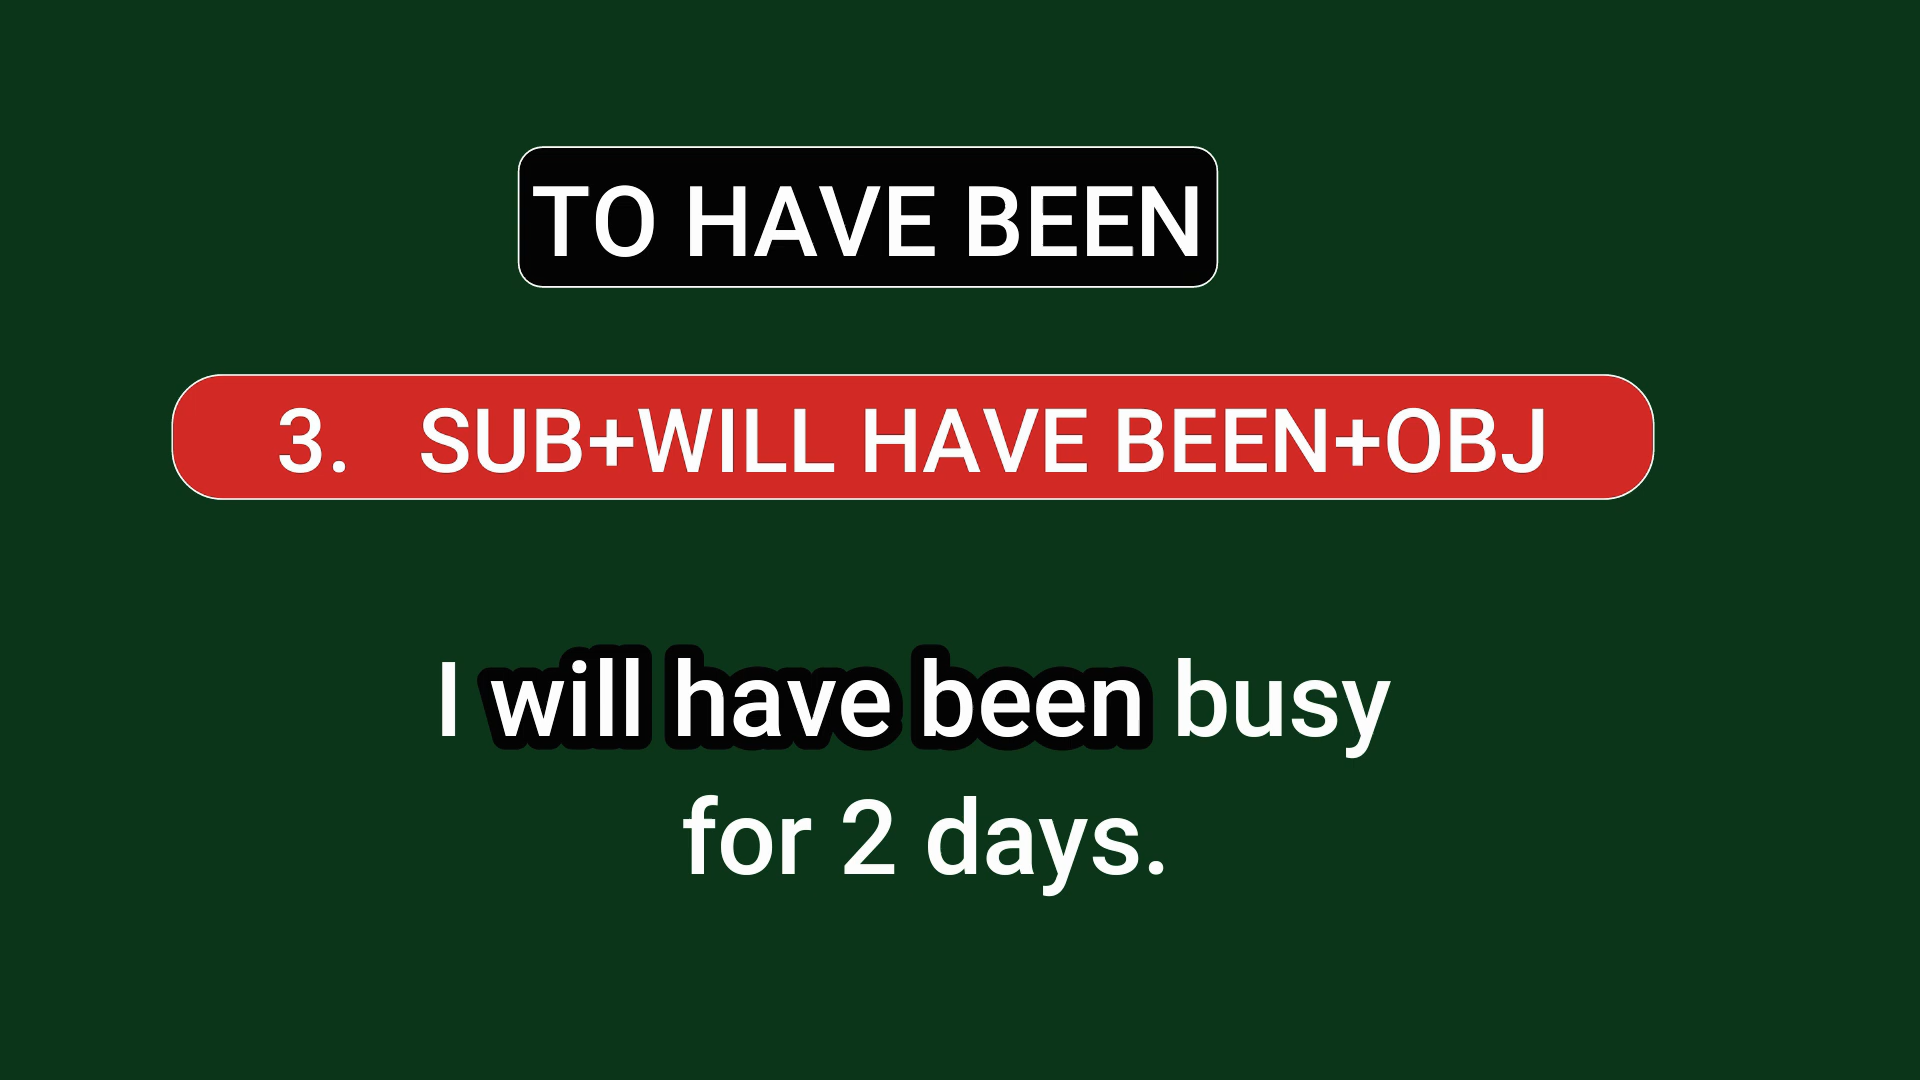 TO HAVE BEEN
3. SUB+WILL HAVE BEEN+OBJ
I will have been busy
for 2 days.